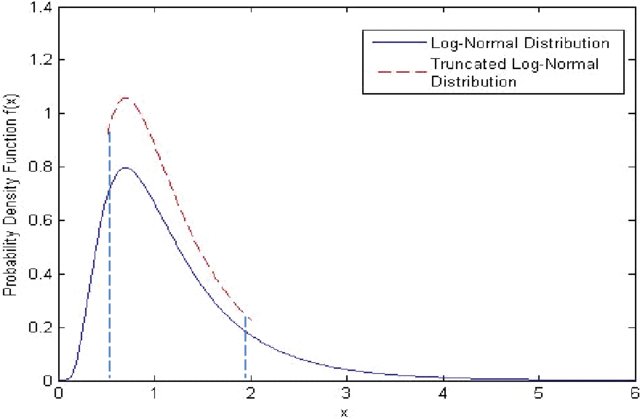 1.4
1.2
1
0.8
0.6
0.4
0.2
0
Probability Density Function f(x)
Log-Normal Distribution
Truncated Log-Normal
Distribution
0 1 2 3 4 5 6
x